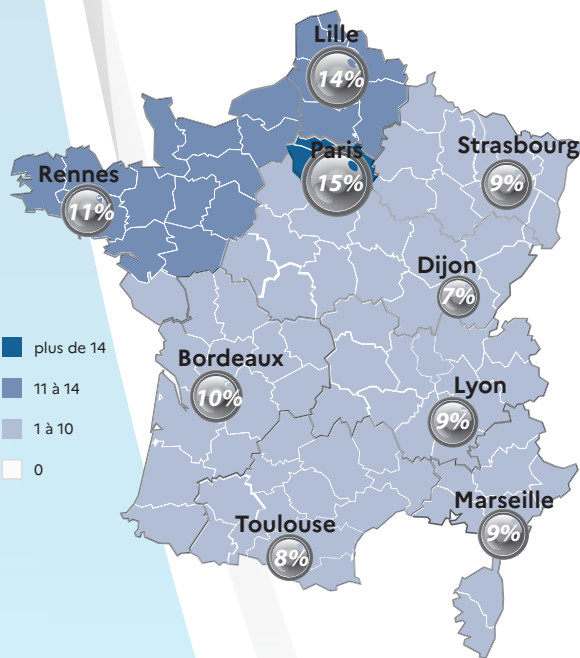 Lille
14%
Paris
15%
Strasbourg
9%
Rennes
11%
Dijon
7%
plus de 14
11 à 14
1 à 10
0
Bordeaux
10%
Lyon
9%
Marseille
9%
Toulouse
8%